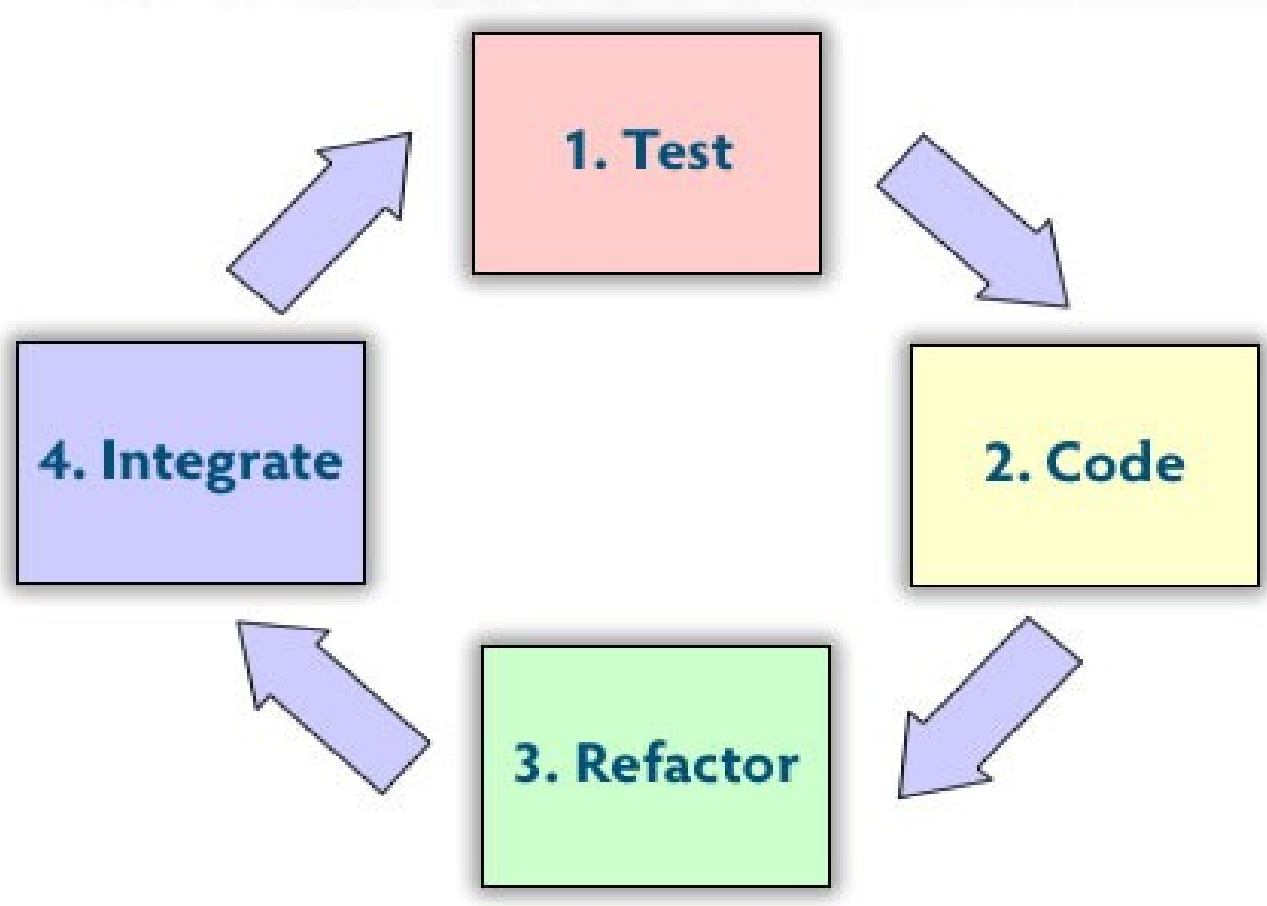 1. Test
2. Code
3. Refactor
4. Integrate